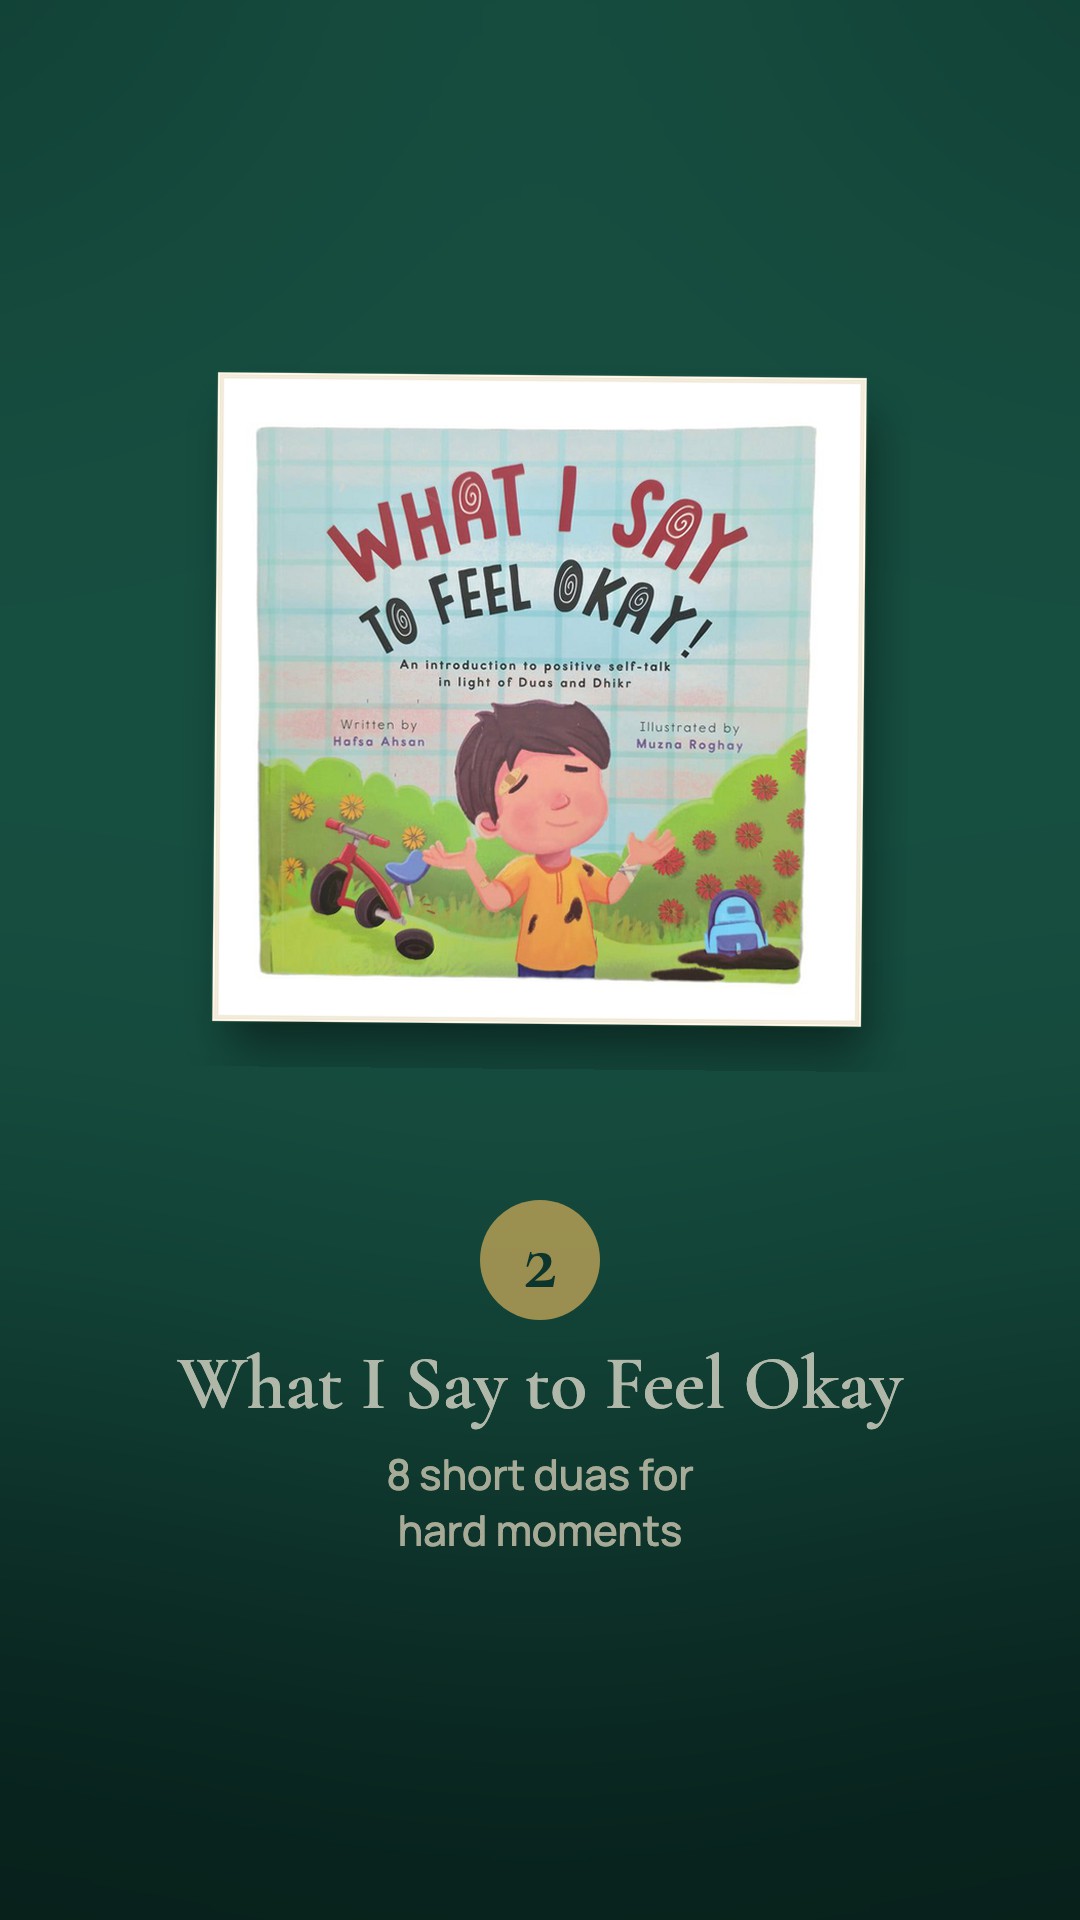 WHAT I SAY
TO FEEL OKAY!
An introduction to positive self-talk
in light of Duas and Dhikr
Written by
Hafsa Ahsan
Illustrated by
Muzna Roghay
2
What I Say to Feel Okay
8 short duas for
hard moments